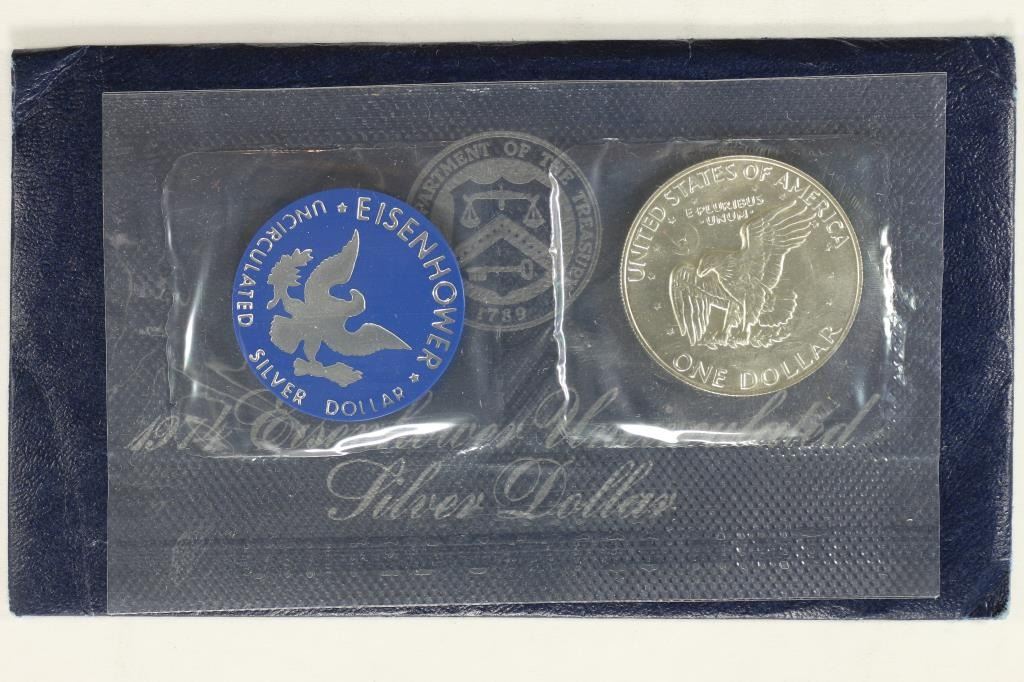 ★ EISENHOWER ★
UNCIRCULATED SILVER DOLLAR
DEPARTMENT OF THE TREASURY
1789
UNITED STATES OF AMERICA
E·PLURIBUS
·UNUM·
ONE DOLLAR
Eisenhower Uncirculated
Silver Dollar